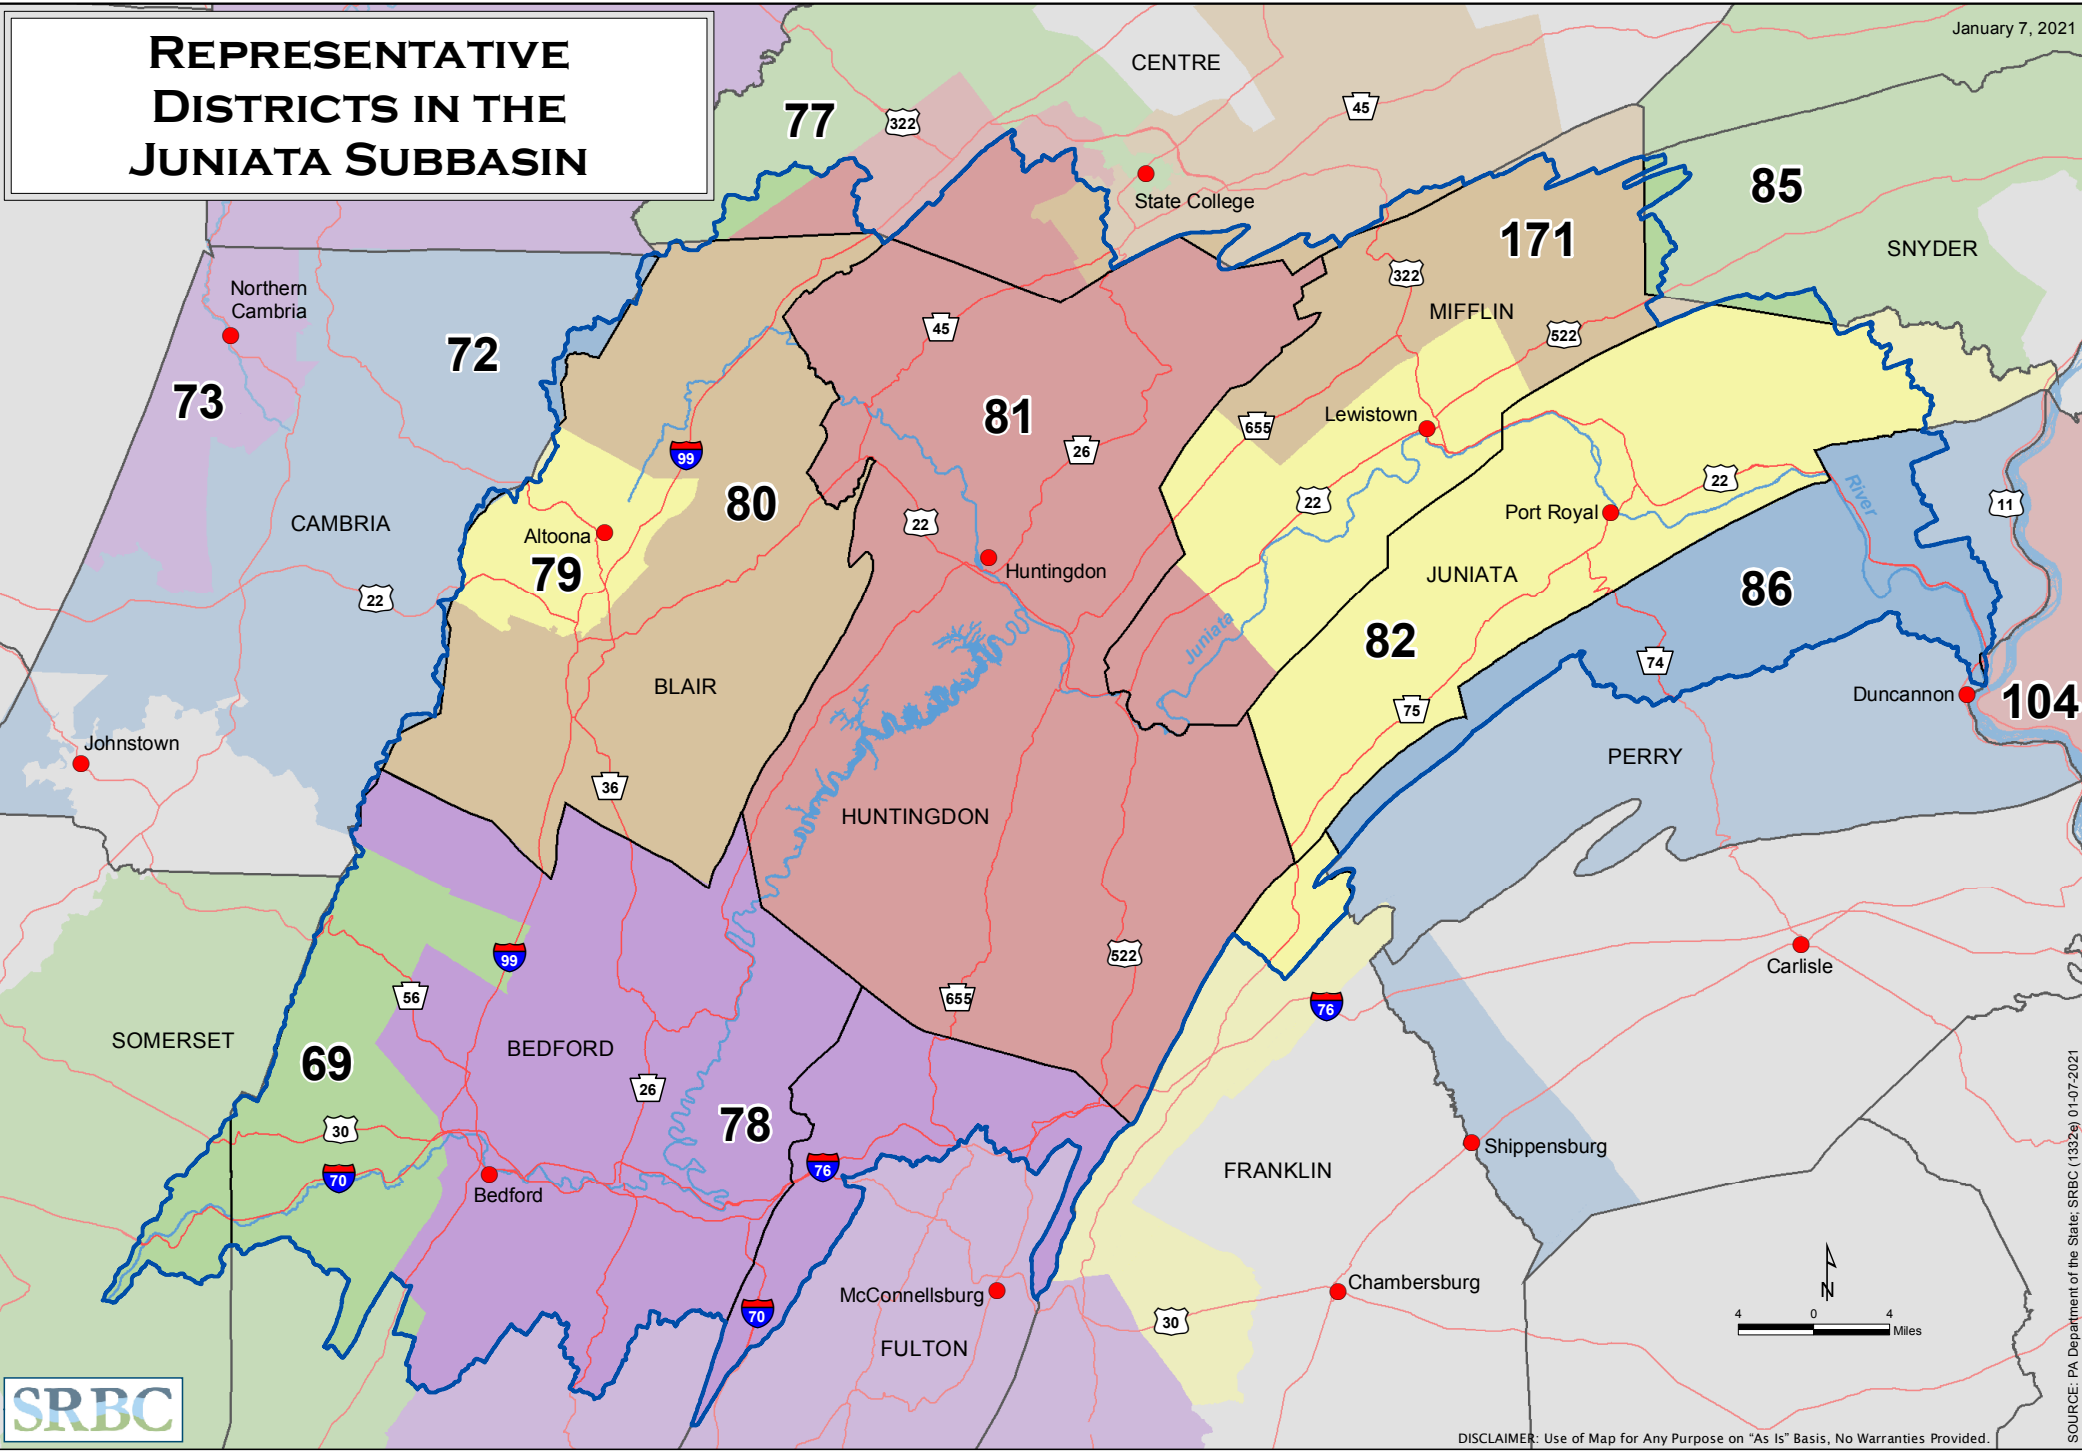 REPRESENTATIVE
DISTRICTS IN THE
JUNIATA SUBBASIN
January 7, 2021
CENTRE
77
322
45
State College
85
171
SNYDER
322
MIFFLIN
522
Northern
Cambria
72
73
45
81
26
655
Lewistown
99
80
22
22
22
River
11
CAMBRIA
Altoona
79
22
Port Royal
Huntingdon
JUNIATA
86
82
Juniata
74
75
Duncannon
104
BLAIR
PERRY
Johnstown
36
HUNTINGDON
99
56
522
655
76
Carlisle
SOMERSET
69
BEDFORD
26
78
30
70
76
Bedford
FRANKLIN
Shippensburg
McConnellsburg
70
30
Chambersburg
FULTON
N
4 0 4
Miles
SRBC
DISCLAIMER: Use of Map for Any Purpose on "As Is" Basis, No Warranties Provided.
SOURCE: PA Department of the State; SRBC (1332e) 01-07-2021